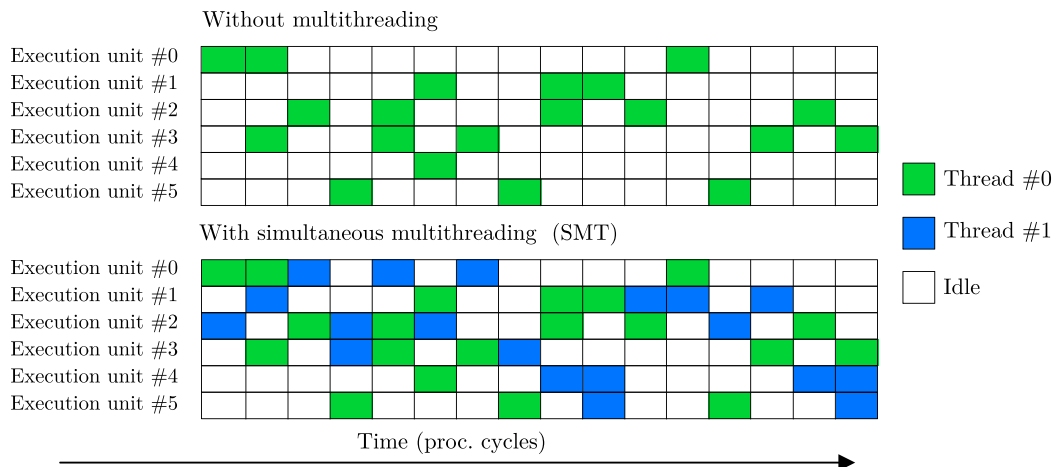 Without multithreading
Execution unit #0
Execution unit #1
Execution unit #2
Execution unit #3
Execution unit #4
Execution unit #5
With simultaneous multithreading (SMT)
Execution unit #0
Execution unit #1
Execution unit #2
Execution unit #3
Execution unit #4
Execution unit #5
Time (proc. cycles)
Thread #0
Thread #1
Idle